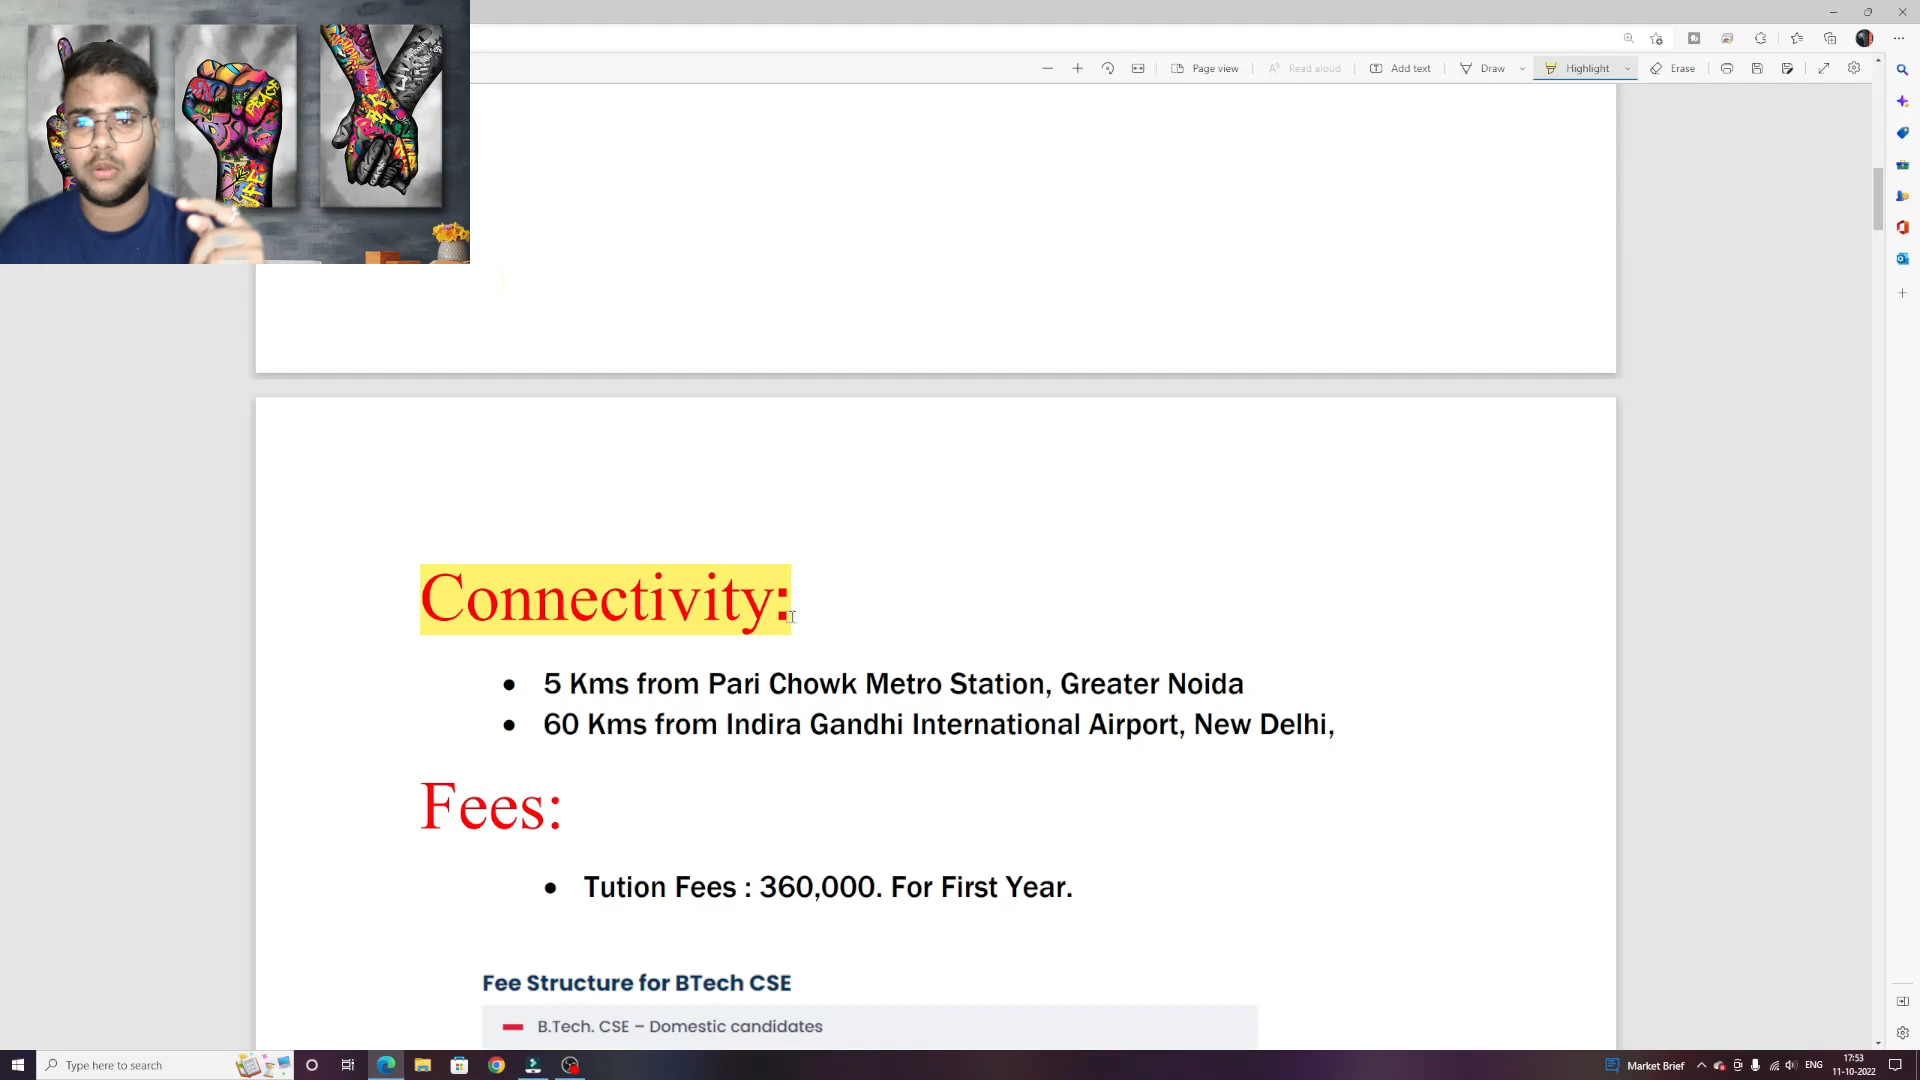 Page view
Read aloud
Add text
Draw
Highlight
Erase
PEACE
Connectivity:
• 5 Kms from Pari Chowk Metro Station, Greater Noida
• 60 Kms from Indira Gandhi International Airport, New Delhi,
Fees:
• Tution Fees : 360,000. For First Year.
Fee Structure for BTech CSE
B.Tech. CSE – Domestic candidates
Type here to search
Market Brief
ENG
17:53
11-10-2022